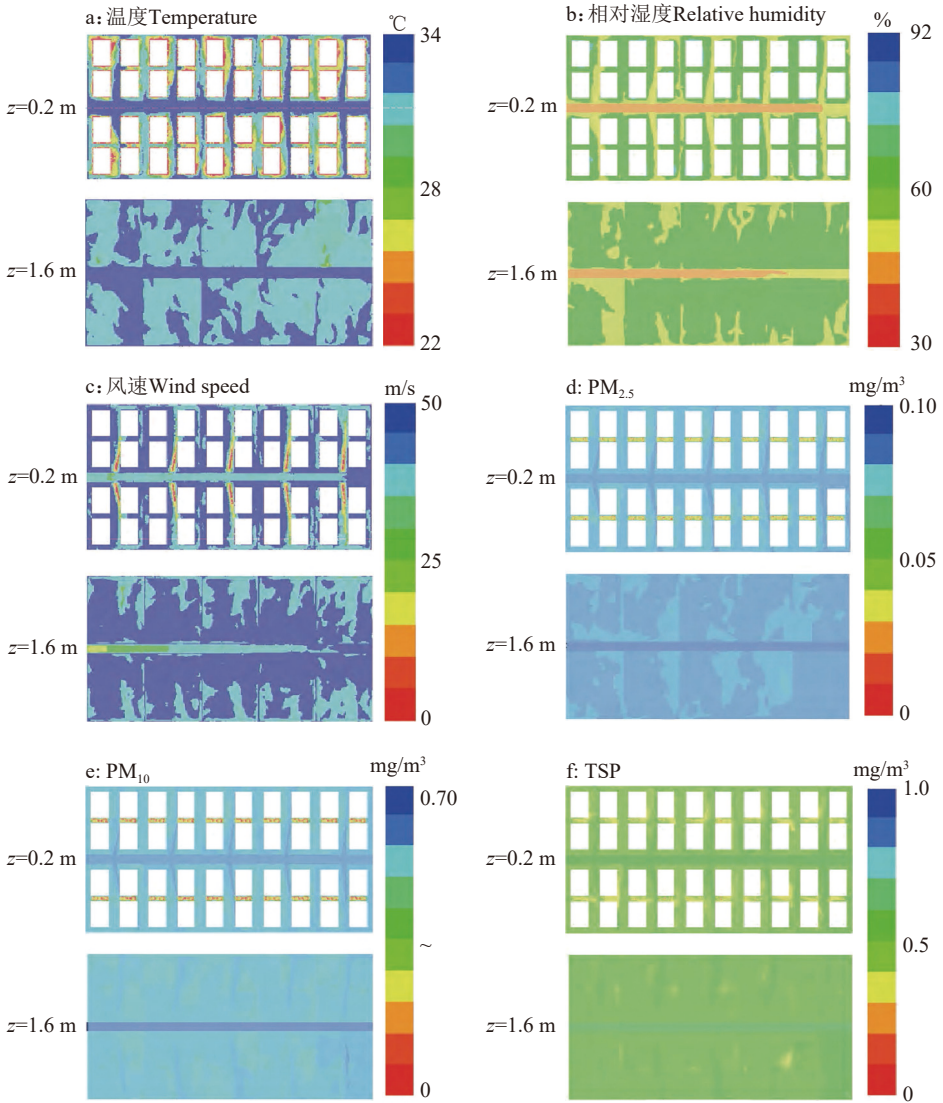 a: 温度Temperature
℃
34
28
22
z=0.2 m
z=1.6 m
b: 相对湿度Relative humidity
%
92
60
30
z=0.2 m
z=1.6 m
c: 风速Wind speed
m/s
50
25
0
z=0.2 m
z=1.6 m
d: PM2.5
mg/m³
0.10
0.05
0
z=0.2 m
z=1.6 m
e: PM10
mg/m³
0.70
~
0
z=0.2 m
z=1.6 m
f: TSP
mg/m³
1.0
0.5
0
z=0.2 m
z=1.6 m